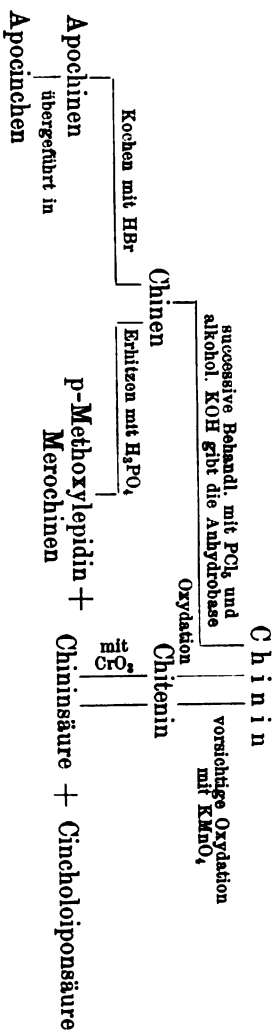 Chinin
successive Behandl. mit PCl₅ und
alkohol. KOH gibt die Anhydrobase
Oxydation
vorsichtige Oxydation
mit KMnO₄
Chinen
Chitenin
Kochen mit HBr
Erhitzen mit H₃PO₄
mit
CrO₃
Apochinen
p-Methoxylepidin +
Merochinen
Chininsäure + Cincholoiponsäure
übergeführt in
Apocinchen